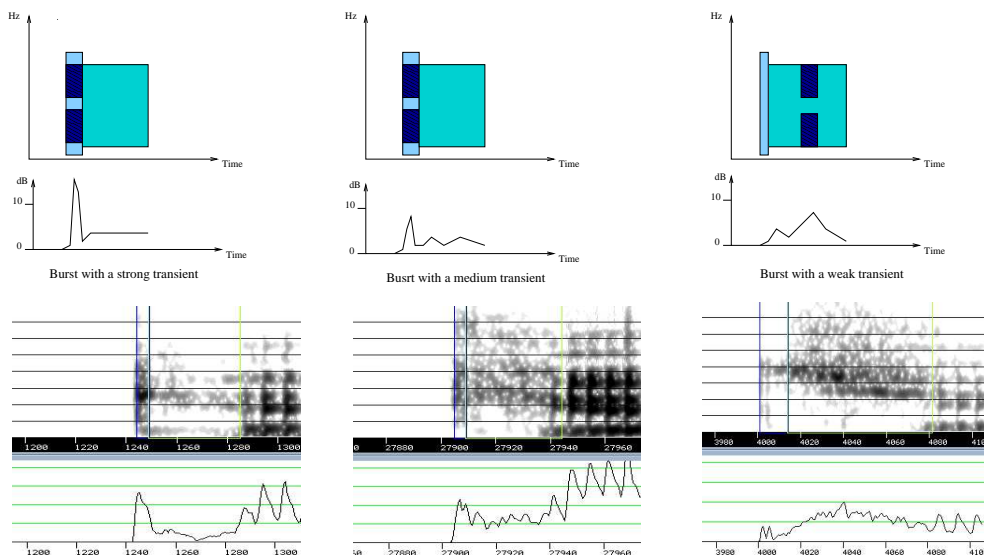 Hz
Time
dB
10
0
Time
Burst with a strong transient
Hz
Time
dB
10
0
Time
Busrt with a medium transient
Hz
Time
dB
10
0
Time
Burst with a weak transient
1200 1220 1240 1260 1280 1300
1200 1220 1240 1260 1280 1300
27880 27900 27920 27940 27960
27880 27900 27920 27940 27960
3980 4000 4020 4040 4060 4080 410
3980 4000 4020 4040 4060 4080 410